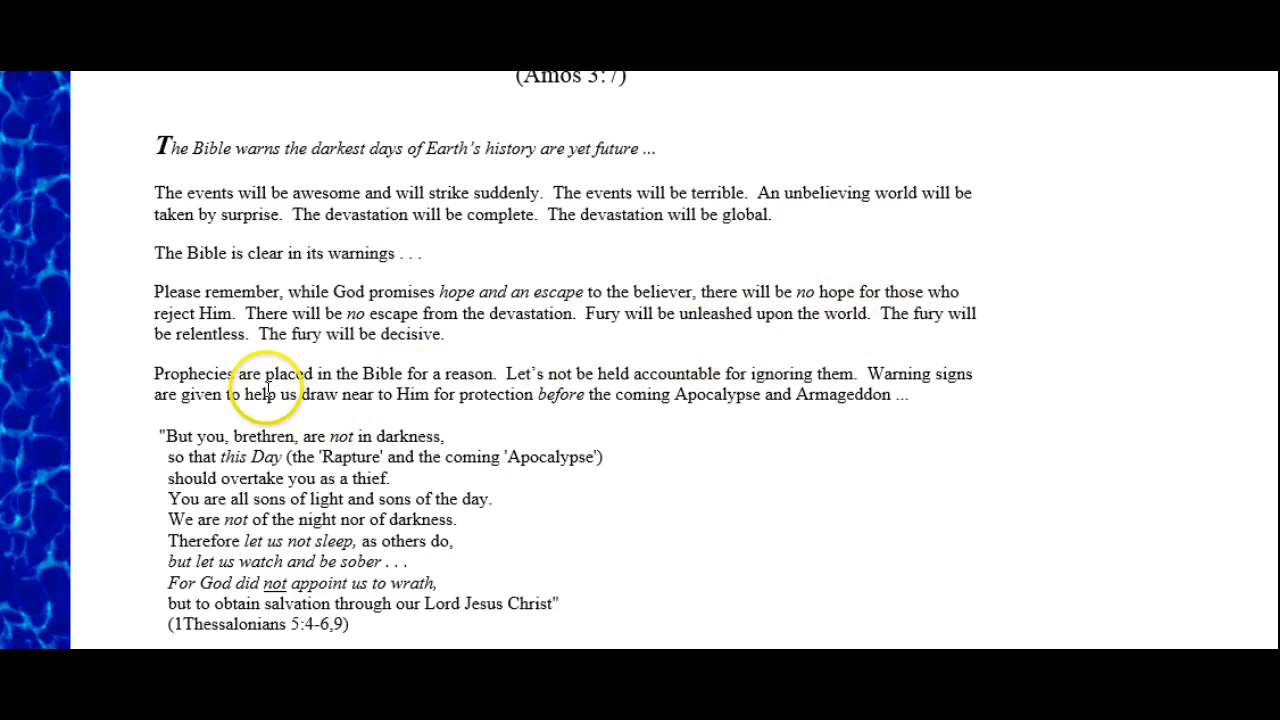 (Amos 3:7)
The Bible warns the darkest days of Earth's history are yet future ...
The events will be awesome and will strike suddenly.  The events will be terrible.  An unbelieving world will be
taken by surprise.  The devastation will be complete.  The devastation will be global.
The Bible is clear in its warnings . . .
Please remember, while God promises hope and an escape to the believer, there will be no hope for those who
reject Him.  There will be no escape from the devastation.  Fury will be unleashed upon the world.  The fury will
be relentless.  The fury will be decisive.
Prophecies are placed in the Bible for a reason.  Let's not be held accountable for ignoring them.  Warning signs
are given to help us draw near to Him for protection before the coming Apocalypse and Armageddon ...
"But you, brethren, are not in darkness,
so that this Day (the 'Rapture' and the coming 'Apocalypse')
should overtake you as a thief.
You are all sons of light and sons of the day.
We are not of the night nor of darkness.
Therefore let us not sleep, as others do,
but let us watch and be sober . . .
For God did not appoint us to wrath,
but to obtain salvation through our Lord Jesus Christ"
(1Thessalonians 5:4-6,9)